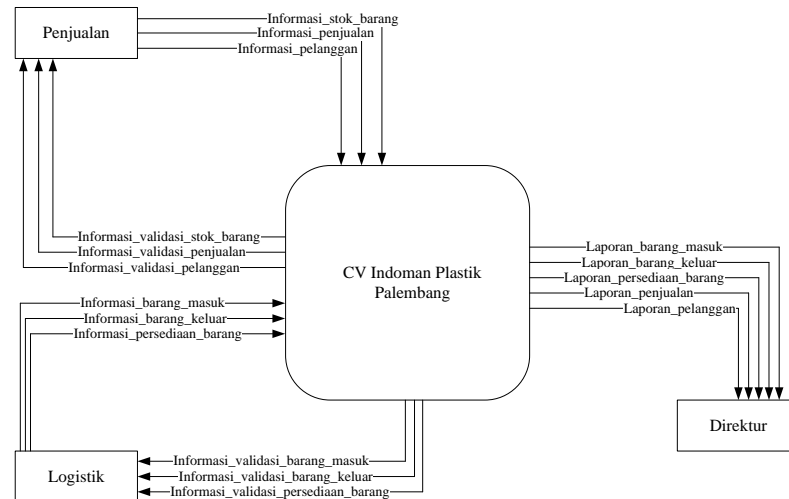 Informasi_stok_barang
Penjualan
Informasi_penjualan
Informasi_pelanggan
Informasi_validasi_stok_barang
Informasi_validasi_penjualan
Informasi_validasi_pelanggan
CV Indoman Plastik
Palembang
Laporan_barang_masuk
Laporan_barang_keluar
Laporan_persediaan_barang
Laporan_penjualan
Laporan_pelanggan
Informasi_barang_masuk
Informasi_barang_keluar
Informasi_persediaan_barang
Direktur
Logistik
Informasi_validasi_barang_masuk
Informasi_validasi_barang_keluar
Informasi_validasi_persediaan_barang